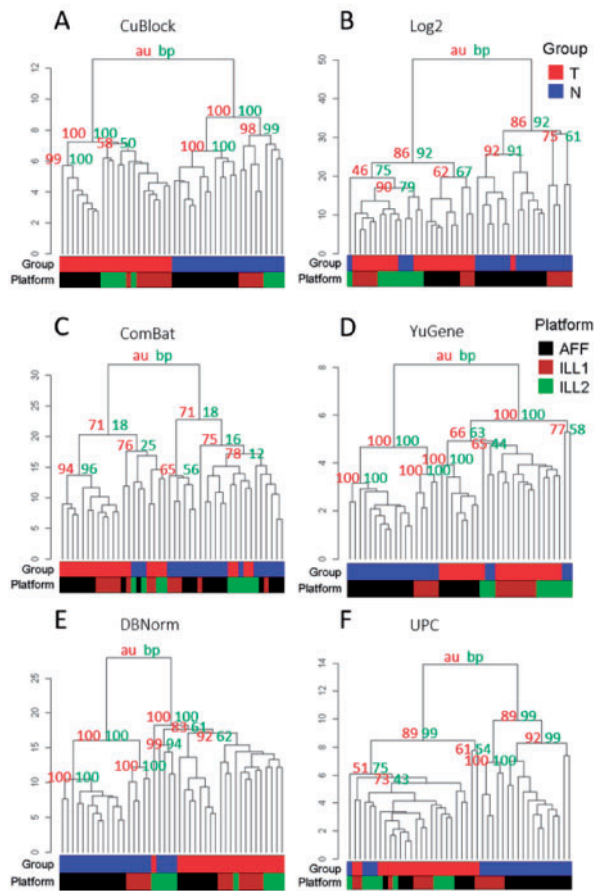 A CuBlock
au bp
12
10
8
6
4
2
0
100 100
100 100
98 99
100 100
58 50
99 100
100 100
Group
Platform
B Log2
Group
T
N
au bp
50
40
30
20
10
0
86 92
75 61
92 91
86 92
62 67
46 75
90 79
Group
Platform
C ComBat
au bp
30
25
20
15
10
5
0
71 18
71 18
76 25
75 16
78 12
94 96
65 56
Group
Platform
D YuGene
Platform
AFF
ILL1
ILL2
au bp
8
6
4
2
0
100 100
77 58
66 63
65 44
100 100
100 100
100 100
100 100
Group
Platform
E DBNorm
au bp
25
20
15
10
5
0
100 100
83 61
92 62
99 94
100 100
100 100
100 100
Group
Platform
F UPC
au bp
14
12
10
8
6
4
2
0
89 99
92 99
89 99
61 54
100 100
51 75
73 43
Group
Platform